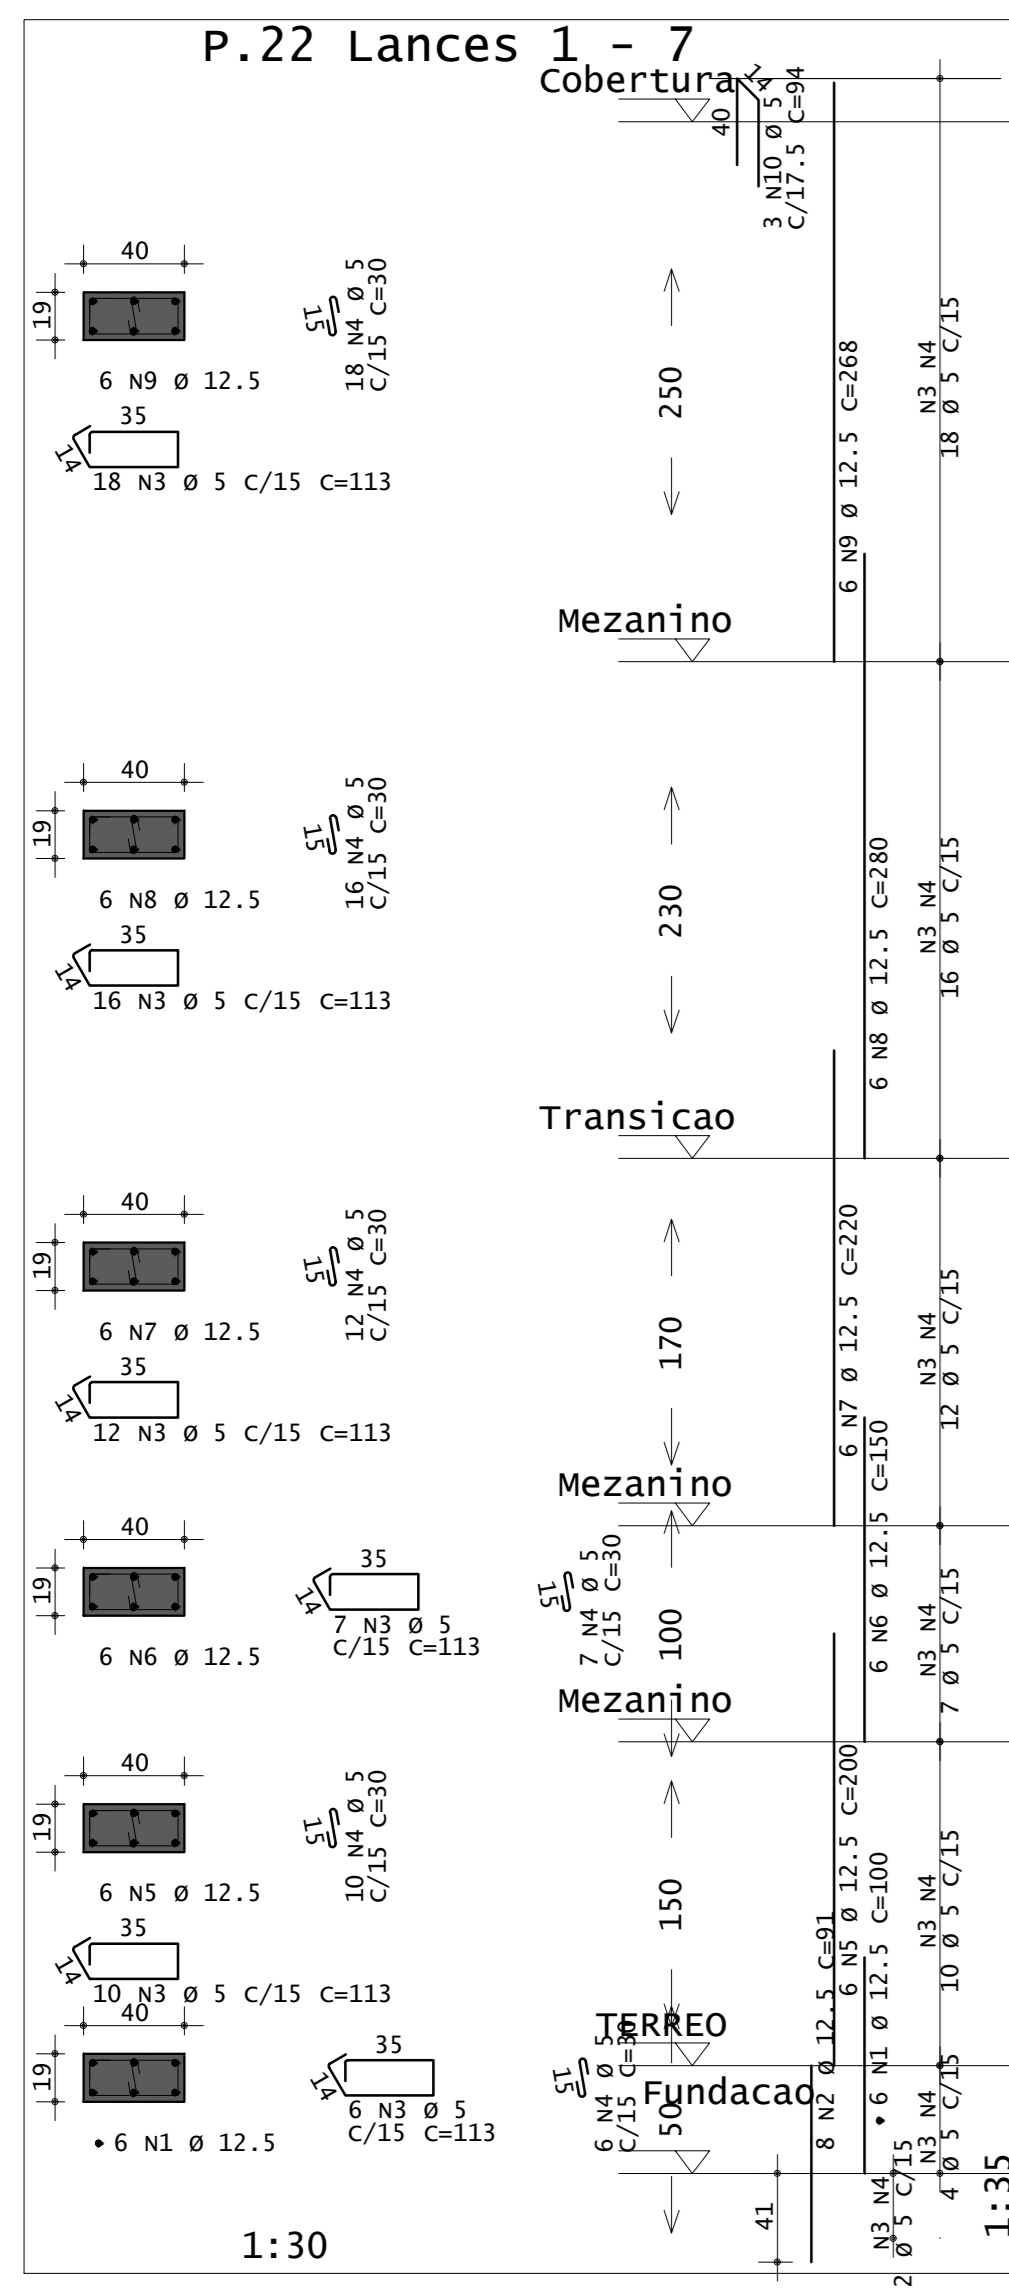 P.22 Lances 1 - 7
Cobertura
14
40
3 N10 Ø 5
C/17.5 C=94
40
19
6 N9 Ø 12.5
15
18 N4 Ø 5
C/15 C=30
35
14
18 N3 Ø 5 C/15 C=113
250
6 N9 Ø 12.5 C=268
N3 N4
18 Ø 5 C/15
Mezanino
40
19
6 N8 Ø 12.5
15
16 N4 Ø 5
C/15 C=30
35
14
16 N3 Ø 5 C/15 C=113
230
6 N8 Ø 12.5 C=280
N3 N4
16 Ø 5 C/15
Transicao
40
19
6 N7 Ø 12.5
15
12 N4 Ø 5
C/15 C=30
35
14
12 N3 Ø 5 C/15 C=113
170
6 N7 Ø 12.5 C=220
N3 N4
12 Ø 5 C/15
Mezanino
40
19
6 N6 Ø 12.5
35
14
7 N3 Ø 5
C/15 C=113
15
7 N4 Ø 5
C/15 C=30
100
6 N6 Ø 12.5 C=150
N3 N4
7 Ø 5 C/15
Mezanino
40
19
6 N5 Ø 12.5
15
10 N4 Ø 5
C/15 C=30
35
14
10 N3 Ø 5 C/15 C=113
150
6 N5 Ø 12.5 C=200
N3 N4
10 Ø 5 C/15
TERREO
40
19
6 N1 Ø 12.5
35
14
6 N3 Ø 5
C/15 C=113
15
6 N4 Ø 5
C/15 C=30
Fundacao
50
8 N2 Ø 12.5 C=91
6 N1 Ø 12.5 C=100
N3 N4
4 Ø 5 C/15
41
N3 N4
2 Ø 5 C/15
1:30
1:35